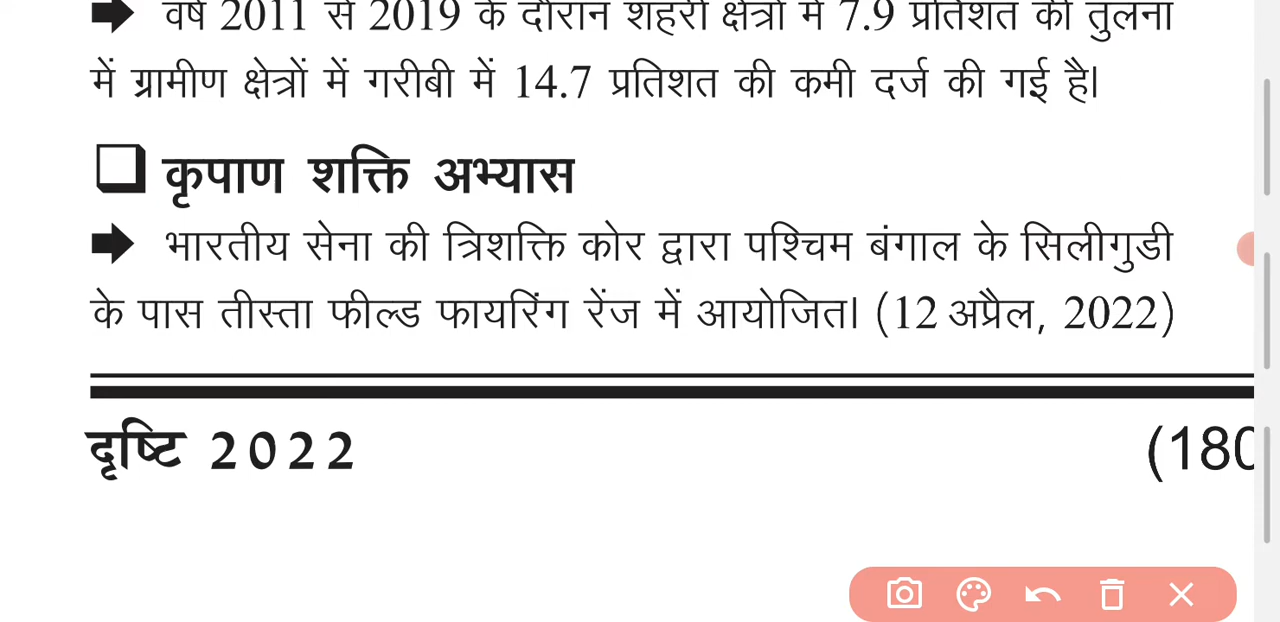 ➡ वर्ष 2011 से 2019 के दौरान शहरी क्षेत्रों में 7.9 प्रतिशत की तुलना
में ग्रामीण क्षेत्रों में गरीबी में 14.7 प्रतिशत की कमी दर्ज की गई है।
❑ कृपाण शक्ति अभ्यास
➡ भारतीय सेना की त्रिशक्ति कोर द्वारा पश्चिम बंगाल के सिलीगुडी
के पास तीस्ता फील्ड फायरिंग रेंज में आयोजित। (12 अप्रैल, 2022)
दृष्टि 2022
(180